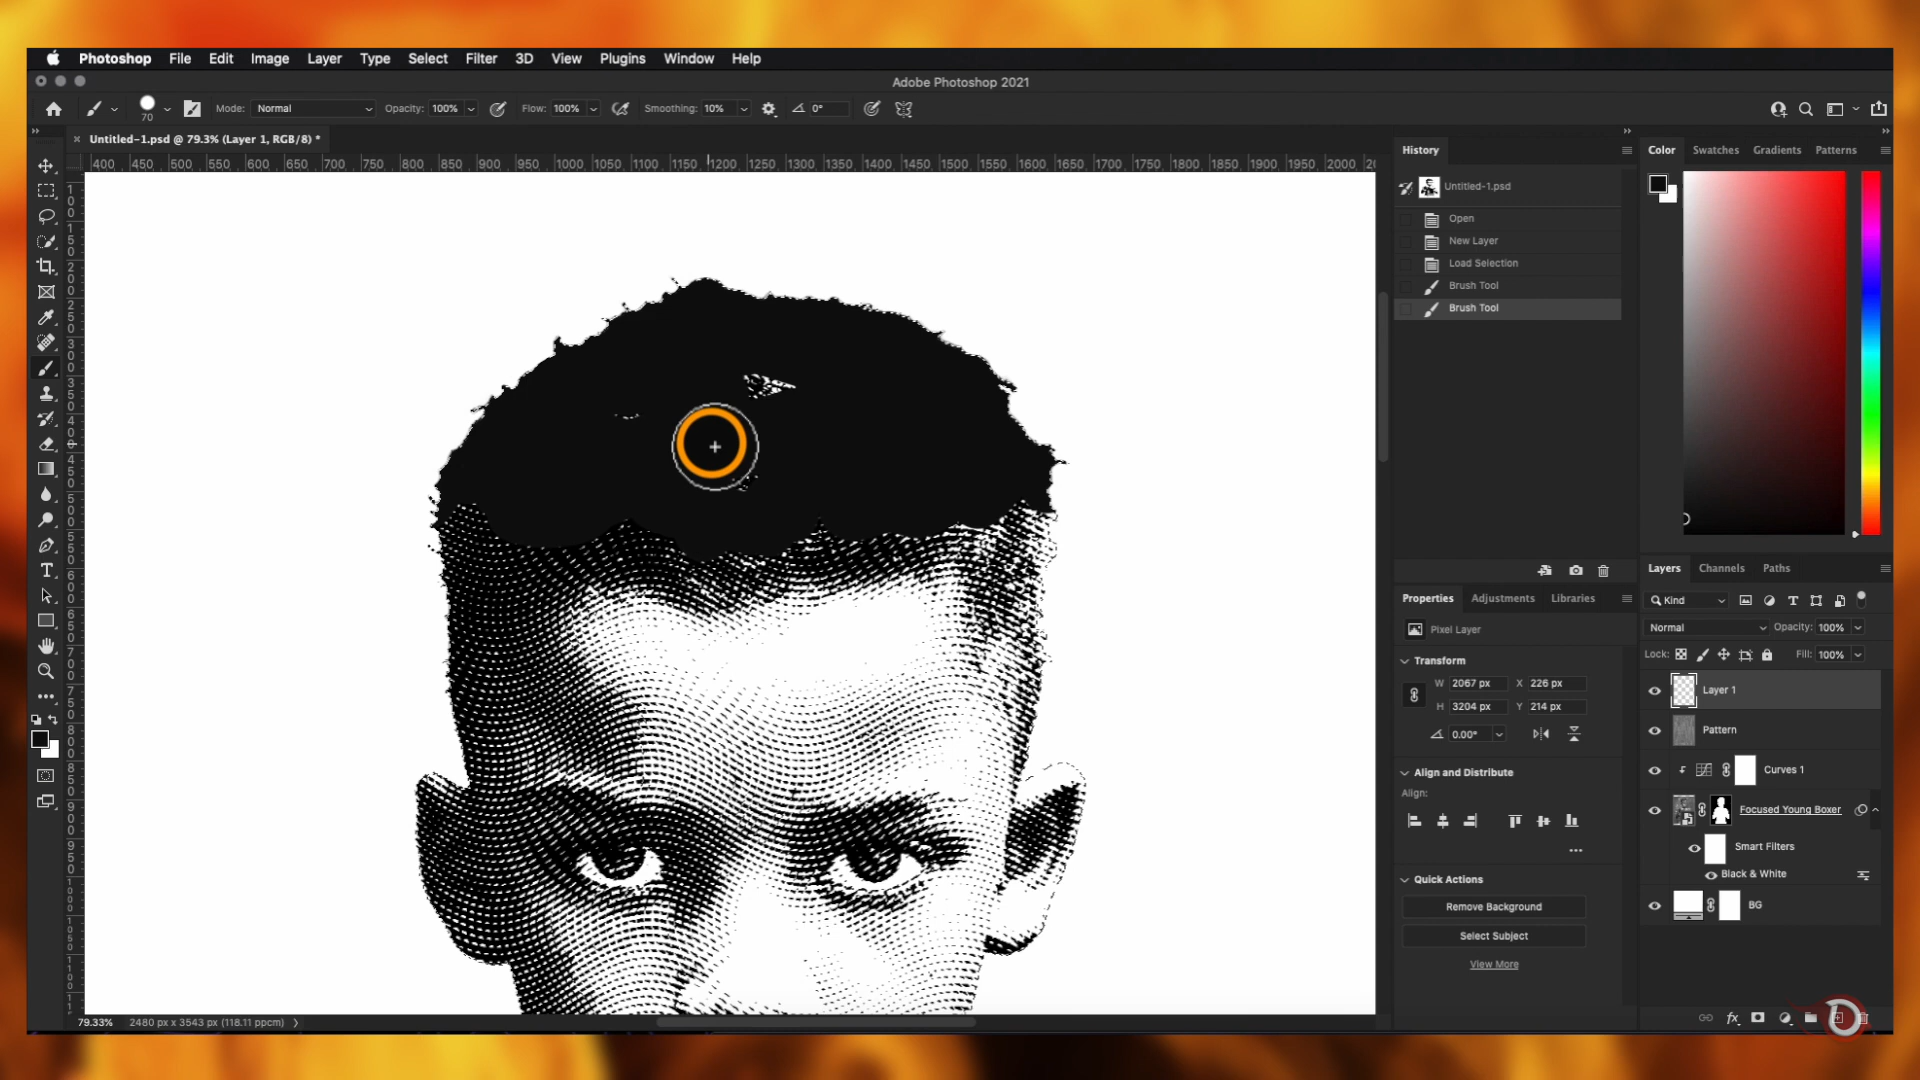 Photoshop File Edit Image Layer Type Select Filter 3D View Plugins Window Help
Adobe Photoshop 2021
70 Mode: Normal Opacity: 100% Flow: 100% Smoothing: 10% 0°
× Untitled-1.psd @ 79.3% (Layer 1, RGB/8) *
400 450 500 550 600 650 700 750 800 850 900 950 1000 1050 1100 1150 1200 1250 1300 1350 1400 1450 1500 1550 1600 1650 1700 1750 1800 1850 1900 1950 2000
History
Untitled-1.psd
Open
New Layer
Load Selection
Brush Tool
Brush Tool
Color Swatches Gradients Patterns
Properties Adjustments Libraries
Pixel Layer
Transform
W 2067 px X 226 px
H 3204 px Y 214 px
0.00°
Align and Distribute
Align:
Quick Actions
Remove Background
Select Subject
View More
Layers Channels Paths
Kind
Normal Opacity: 100%
Lock: Fill: 100%
Layer 1
Pattern
Curves 1
Focused Young Boxer
Smart Filters
Black & White
BG
fx
79.33% 2480 px x 3543 px (118.11 ppcm)